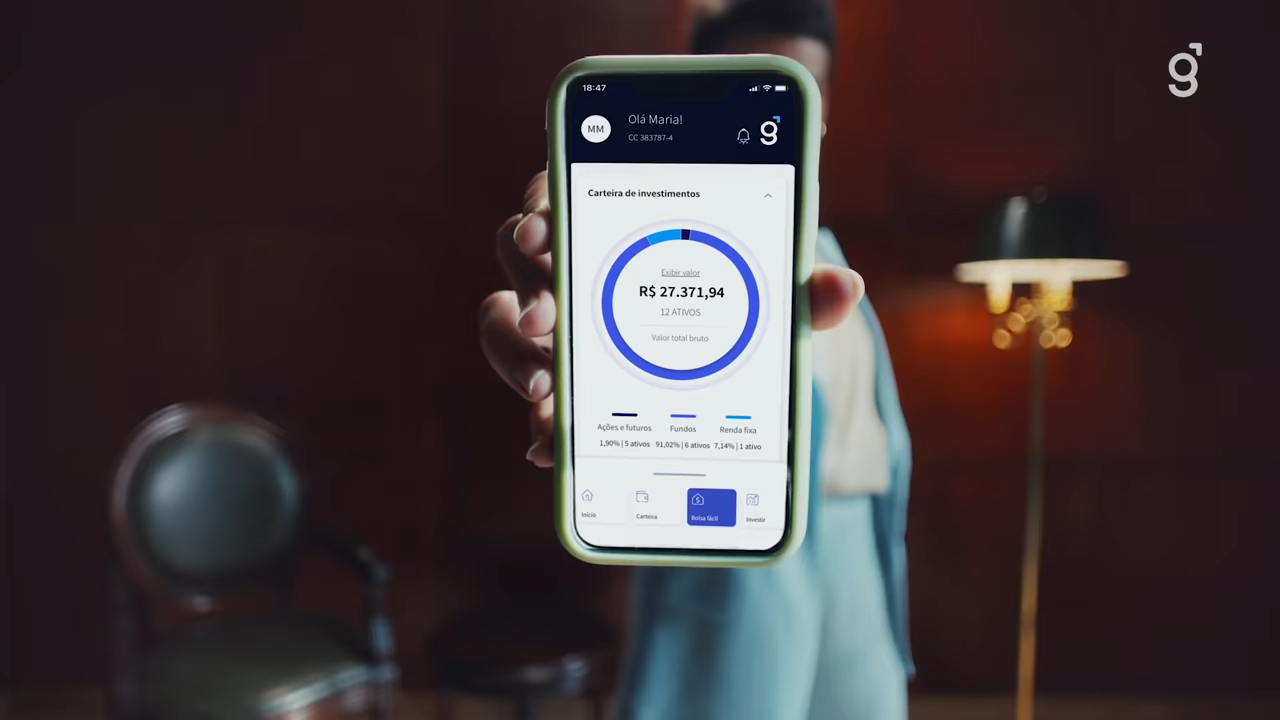 g
18:47
MM
Olá Maria!
CC 383787-4
g
Carteira de investimentos
Exibir valor
R$ 27.371,94
12 ATIVOS
Valor total bruto
Ações e futuros
Fundos
Renda fixa
1,90% | 5 ativos
91,02% | 6 ativos
7,14% | 1 ativo
Início
Carteira
Bolsa fácil
Investir